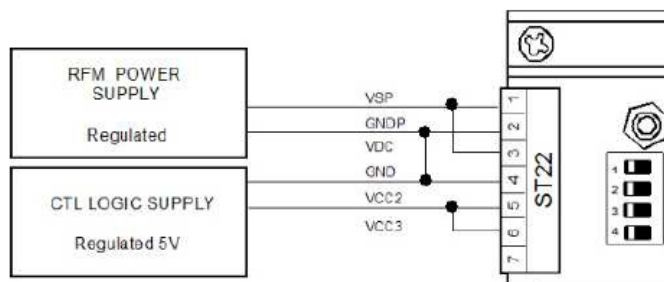 RFM POWER
SUPPLY
Regulated
CTL LOGIC SUPPLY
Regulated 5V
VSP
GNDP
VDC
GND
VCC2
VCC3
1
2
3
4
5
6
7
ST22
1
2
3
4